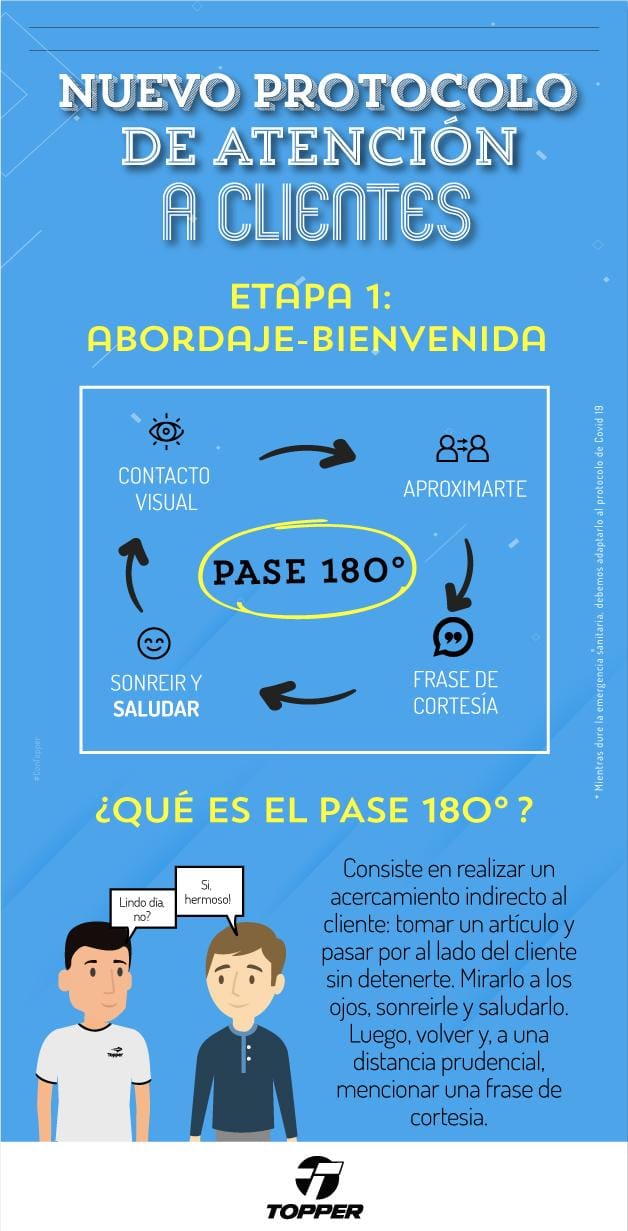 NUEVO PROTOCOLO
DE ATENCIÓN
A CLIENTES
ETAPA 1:
ABORDAJE-BIENVENIDA
CONTACTO
VISUAL
APROXIMARTE
PASE 180°
SONREIR Y
SALUDAR
FRASE DE
CORTESÍA
* Mientras dure la emergencia sanitaria, debemos adaptarlo al protocolo de Covid 19
#ConTopper
¿QUÉ ES EL PASE 180° ?
Lindo dia,
no?
Si,
hermoso!
Topper
Consiste en realizar un
acercamiento indirecto al
cliente: tomar un artículo y
pasar por al lado del cliente
sin detenerte. Mirarlo a los
ojos, sonreirle y saludarlo.
Luego, volver y, a una
distancia prudencial,
mencionar una frase de
cortesia.
TOPPER